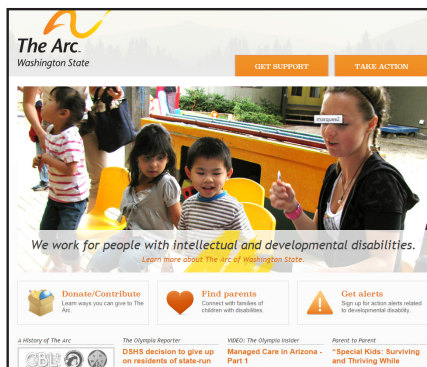 The Arc
Washington State
GET SUPPORT
TAKE ACTION
marquee2
We work for people with intellectual and developmental disabilities.
Learn more about The Arc of Washington State.
Donate/Contribute
Learn ways you can give to The
Arc.
Find parents
Connect with families of
children with disabilities.
Get alerts
Sign up for action alerts related
to developmental disability.
A History of The Arc
The Olympia Reporter
DSHS decision to give up
on residents of state-run
VIDEO: The Olympia Insider
Managed Care in Arizona -
Part 1
Parent to Parent
"Special Kids: Surviving
and Thriving While